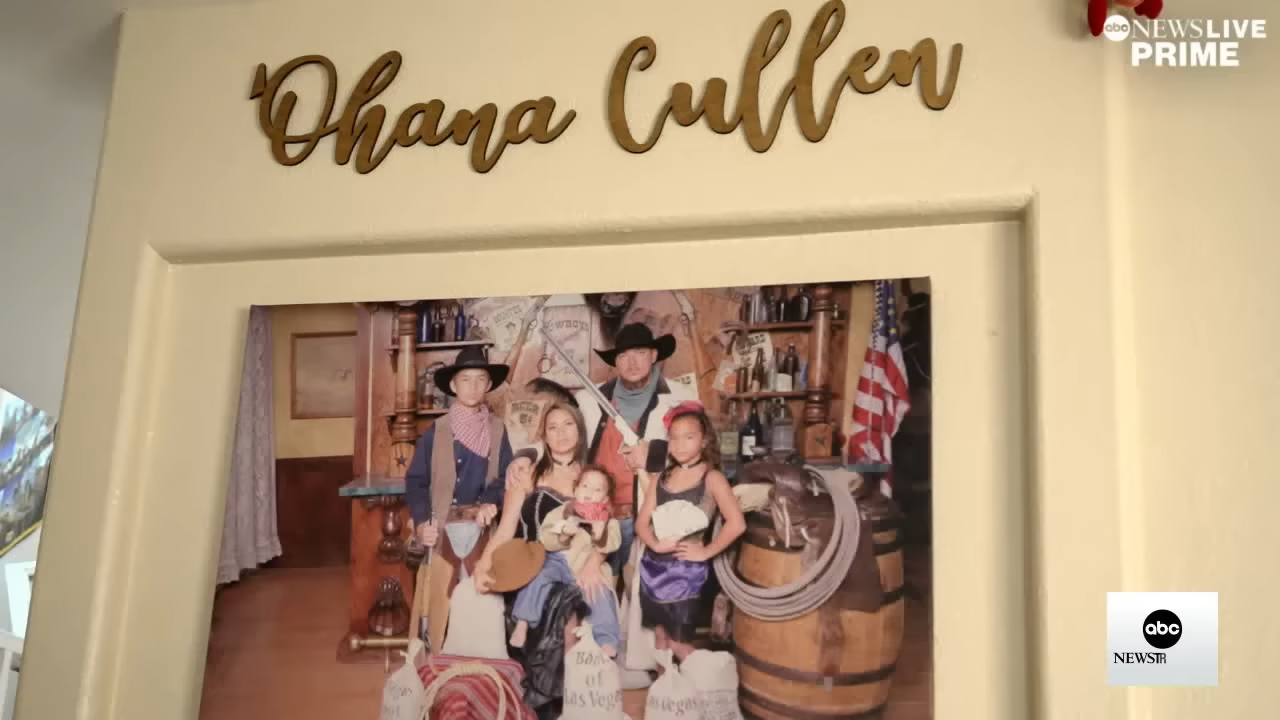 'Ohana Cullen
abc NEWS LIVE
PRIME
Bank
of
Las Vegas
abc
NEWS